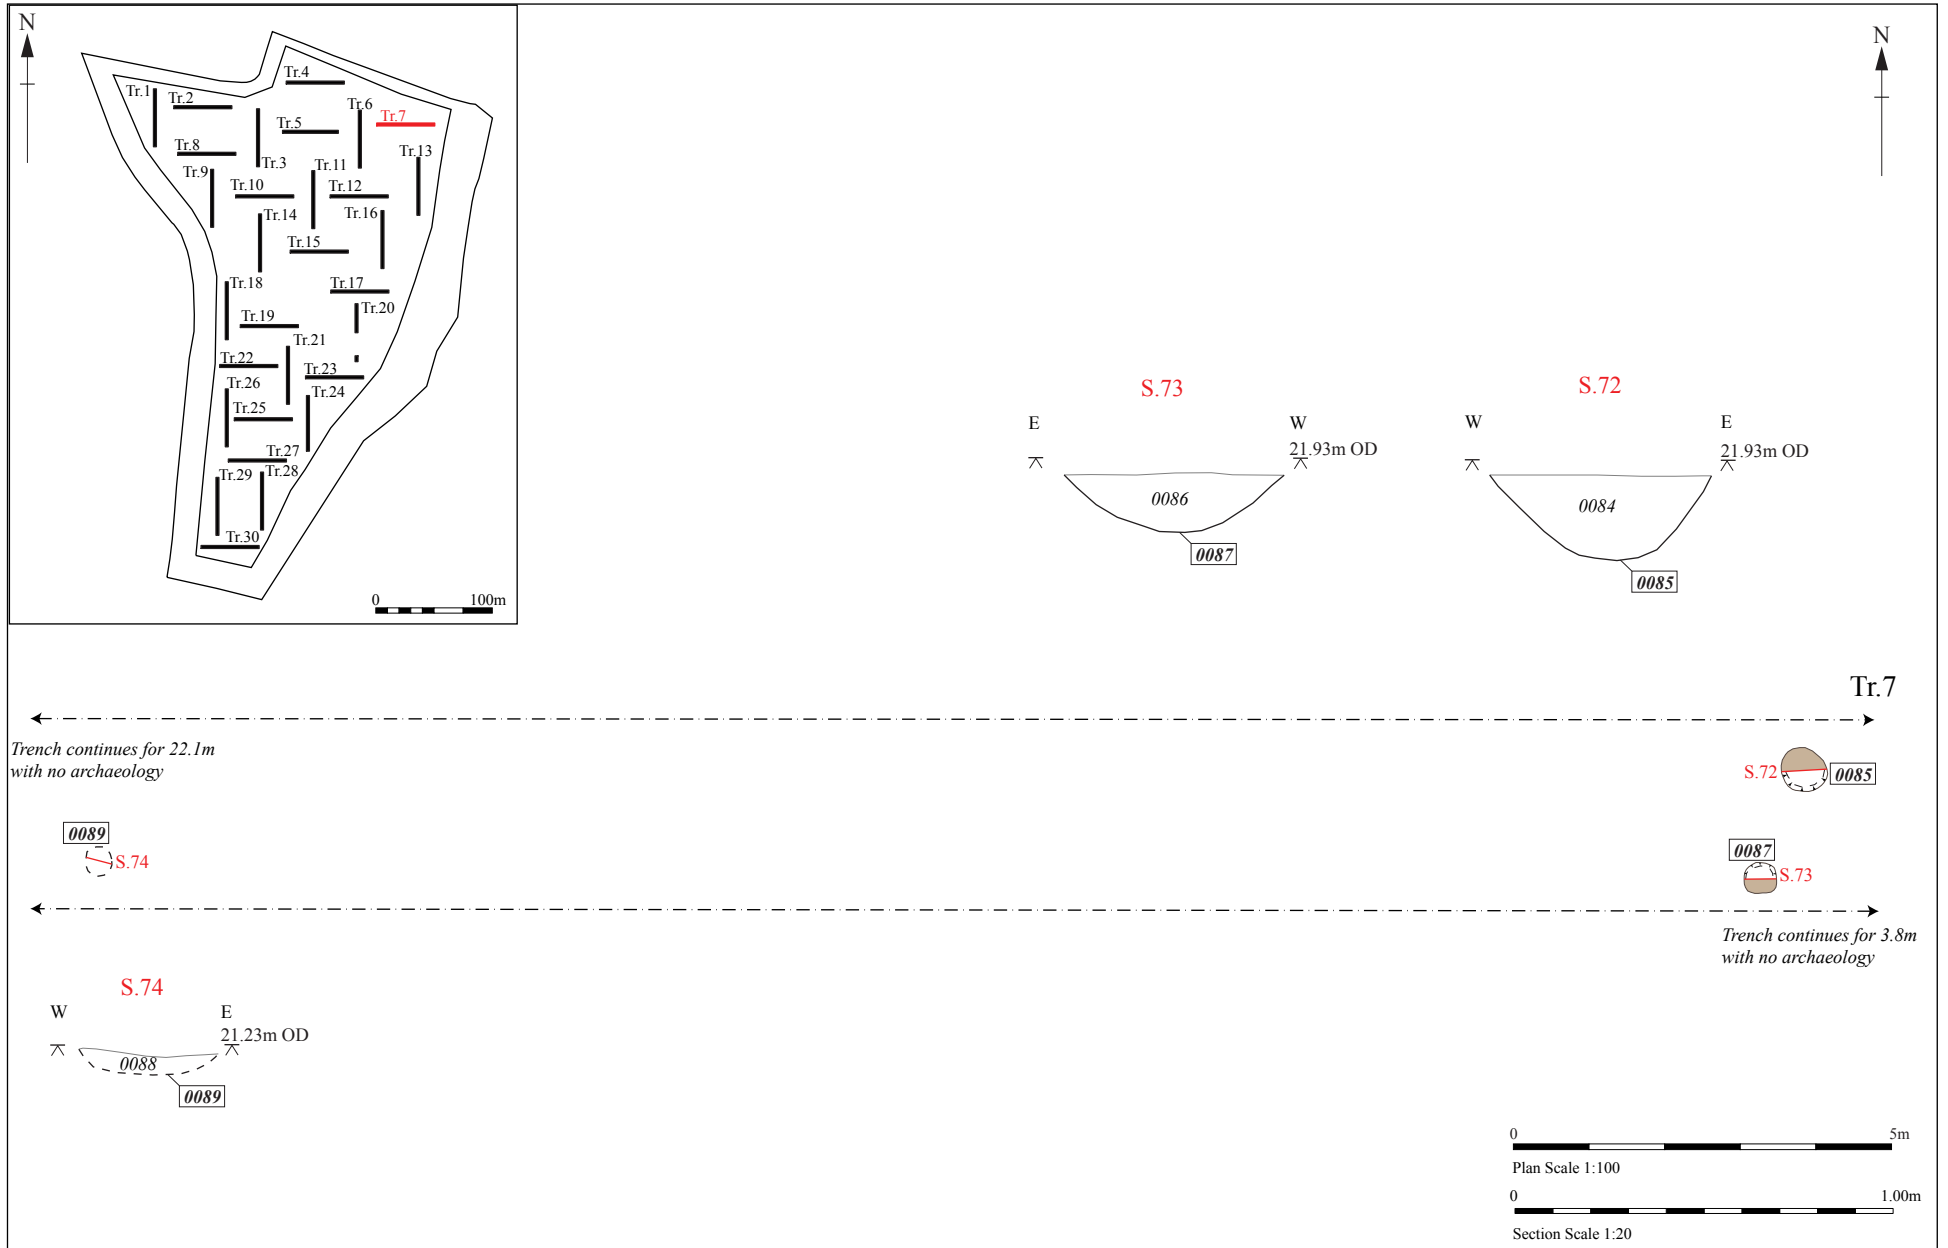 N
Tr.4
Tr.1
Tr.2
Tr.6
Tr.7
Tr.5
Tr.8
Tr.3
Tr.13
Tr.9
Tr.11
Tr.10
Tr.12
Tr.14
Tr.16
Tr.15
Tr.18
Tr.17
Tr.20
Tr.19
Tr.21
Tr.22
Tr.23
Tr.26
Tr.24
Tr.25
Tr.27
Tr.29
Tr.28
Tr.30
0 100m
N
S.73
E W
21.93m OD
0086
0087
S.72
W E
21.93m OD
0084
0085
Tr.7
Trench continues for 22.1m
with no archaeology
S.72
0085
0089
S.74
0087
S.73
Trench continues for 3.8m
with no archaeology
S.74
W E
21.23m OD
0088
0089
0 5m
Plan Scale 1:100
0 1.00m
Section Scale 1:20